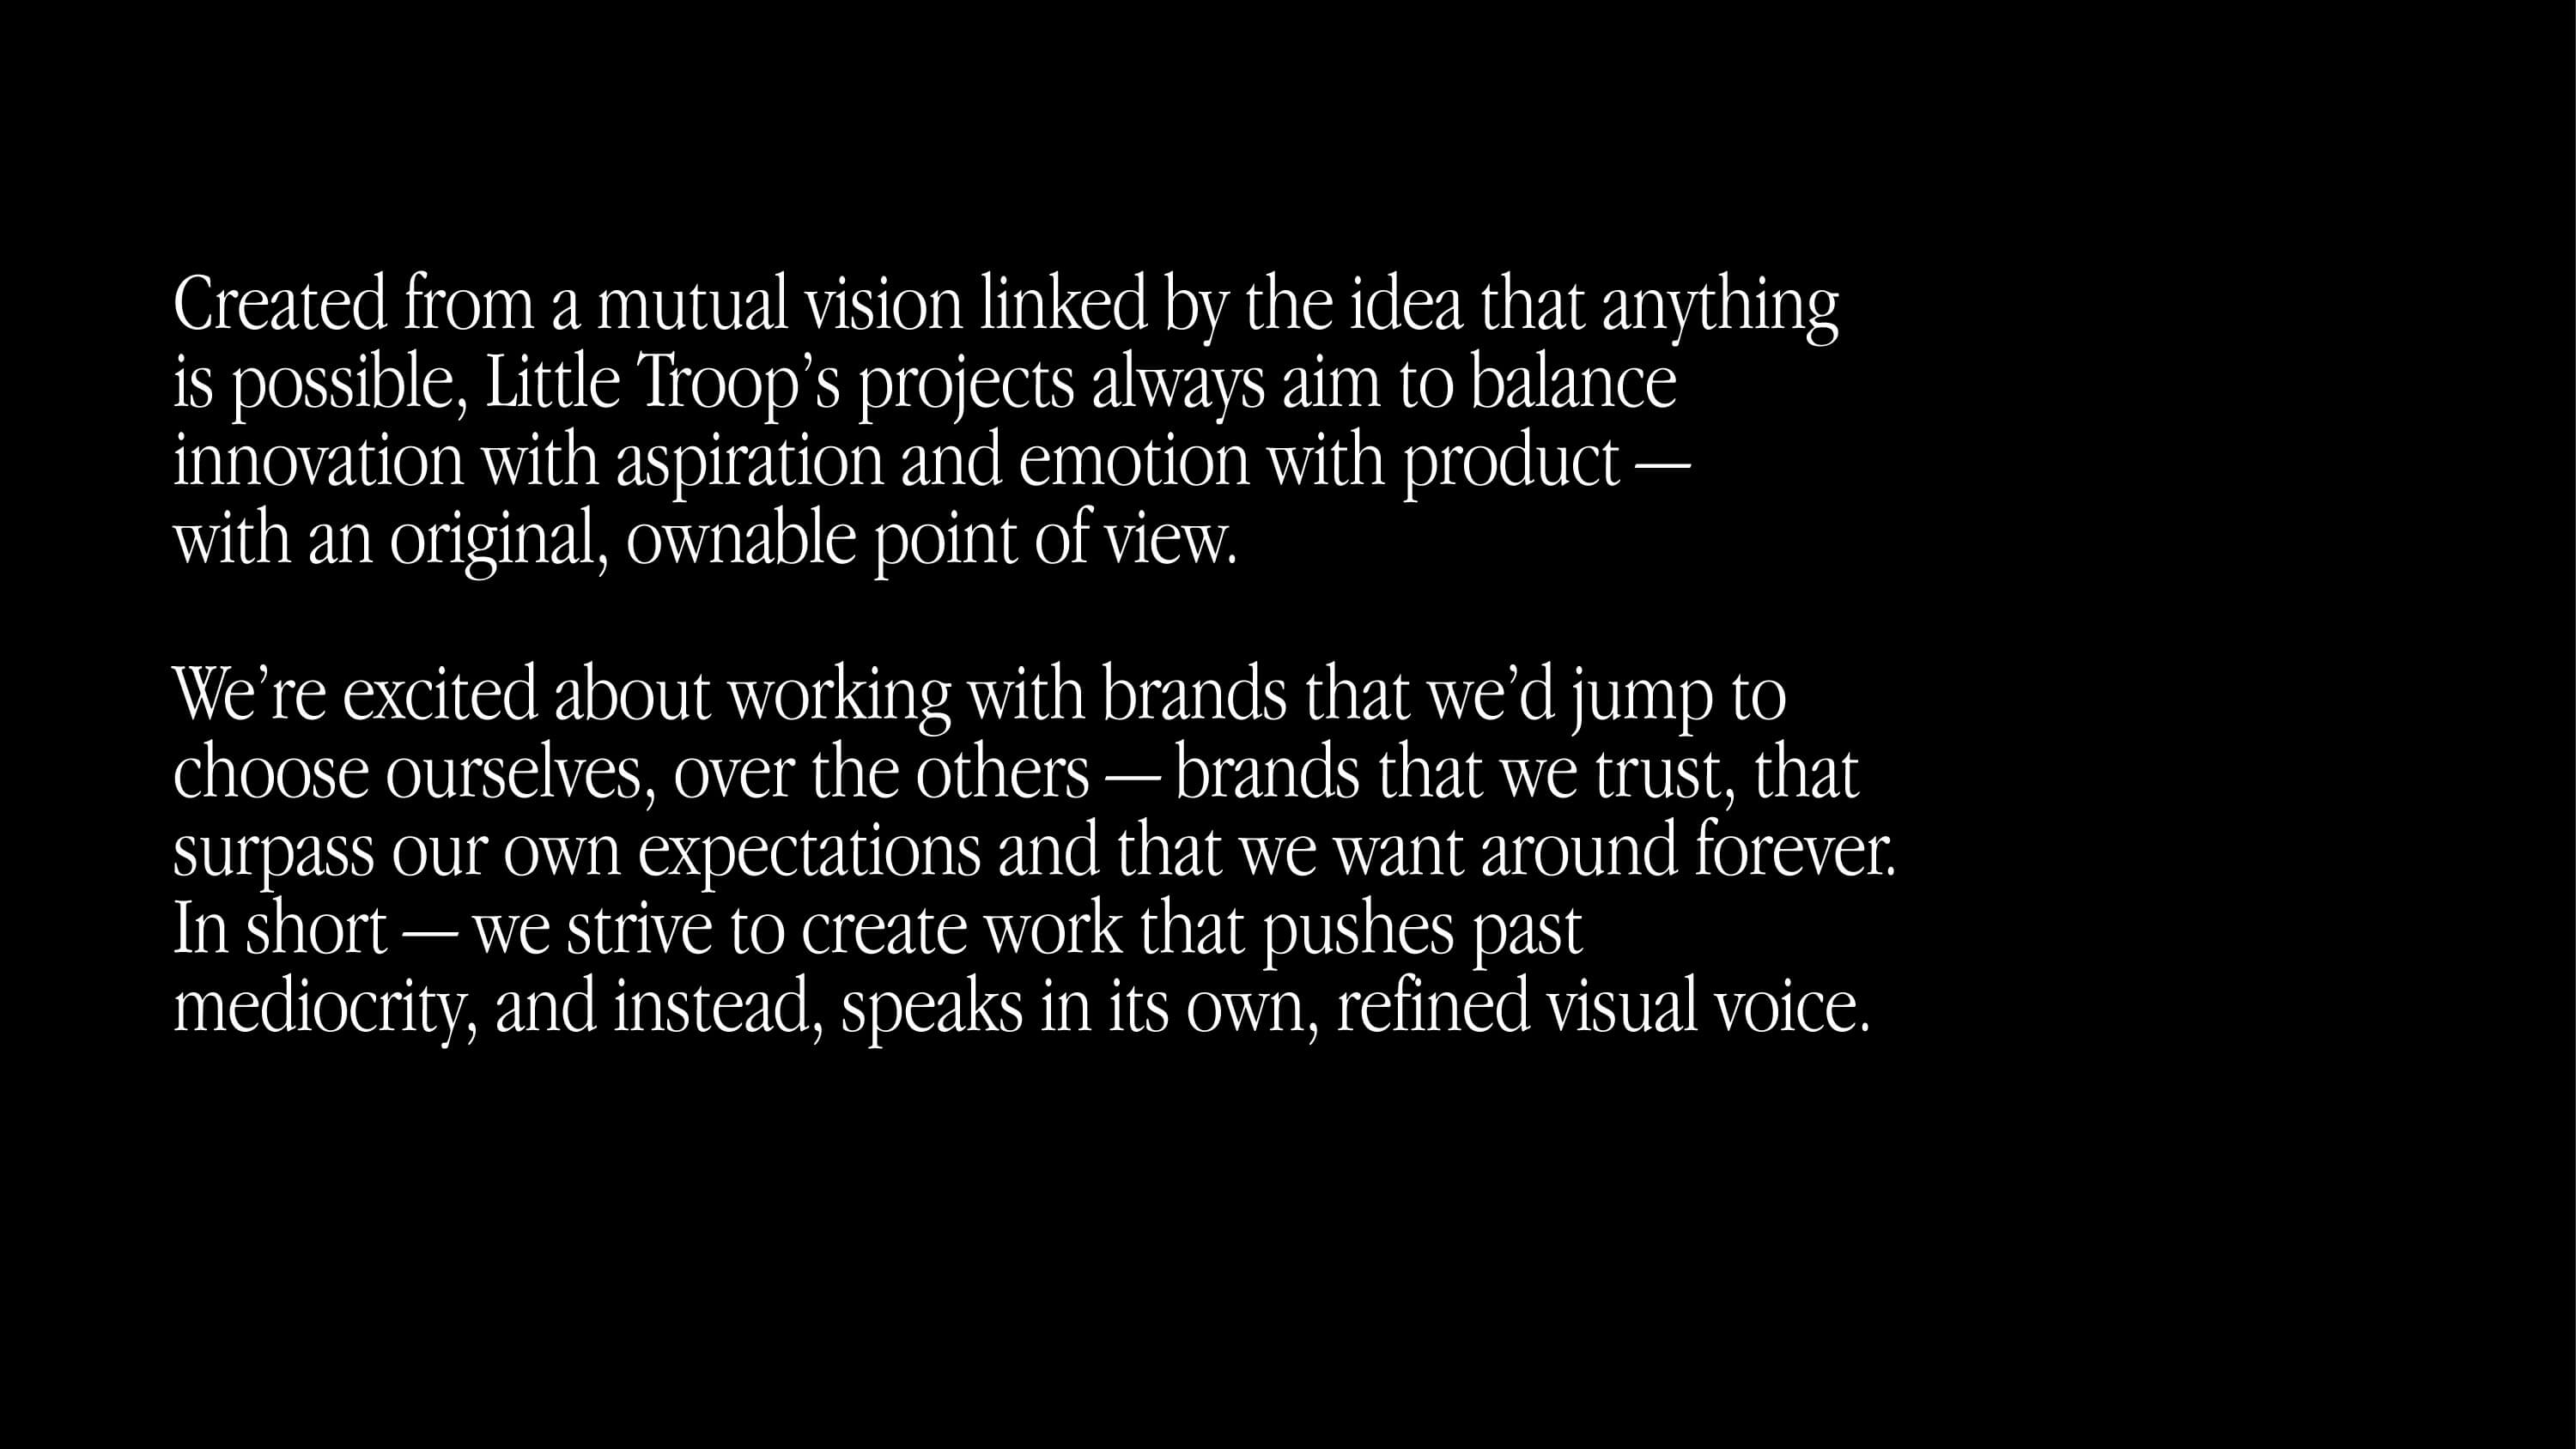 Created from a mutual vision linked by the idea that anything
is possible, Little Troop’s projects always aim to balance
innovation with aspiration and emotion with product —
with an original, ownable point of view.
We’re excited about working with brands that we’d jump to
choose ourselves, over the others — brands that we trust, that
surpass our own expectations and that we want around forever.
In short — we strive to create work that pushes past
mediocrity, and instead, speaks in its own, refined visual voice.